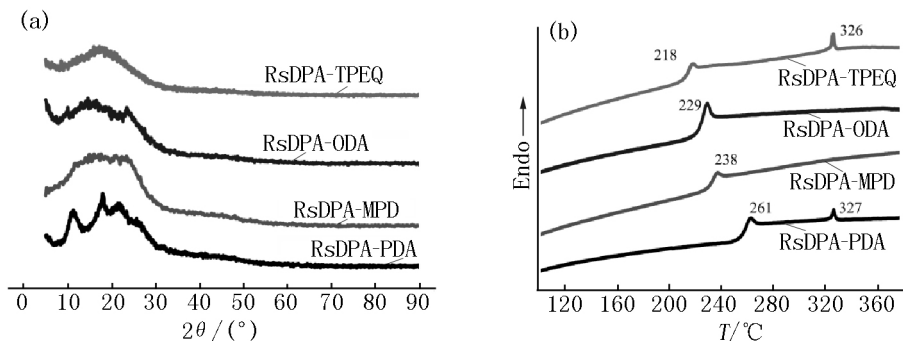 (a)
RsDPA-TPEQ
RsDPA-ODA
RsDPA-MPD
RsDPA-PDA
0 10 20 30 40 50 60 70 80 90
2θ/(°)
(b)
326
218
RsDPA-TPEQ
229
RsDPA-ODA
238
RsDPA-MPD
261
327
RsDPA-PDA
Endo →
120 160 200 240 280 320 360
T/℃